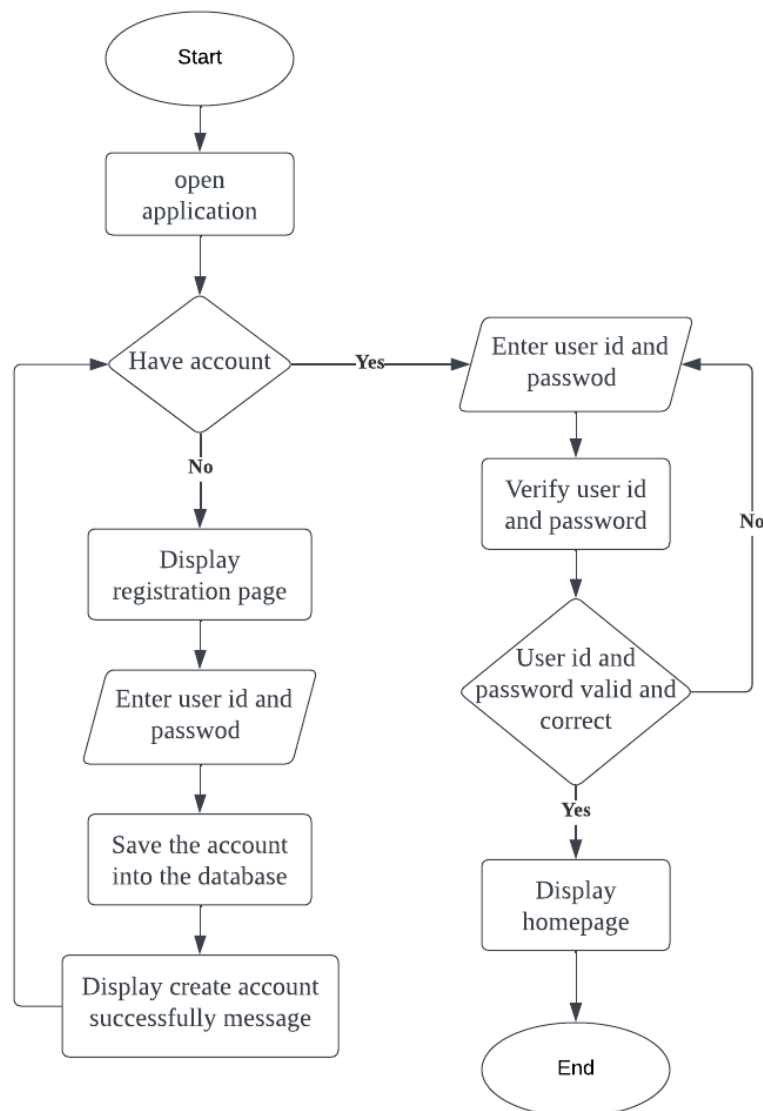 Start
open
application
Have account
Yes
No
Display
registration page
Enter user id and
passwod
Save the account
into the database
Display create account
successfully message
Enter user id and
passwod
Verify user id
and password
No
User id and
password valid and
correct
Yes
Display
homepage
End